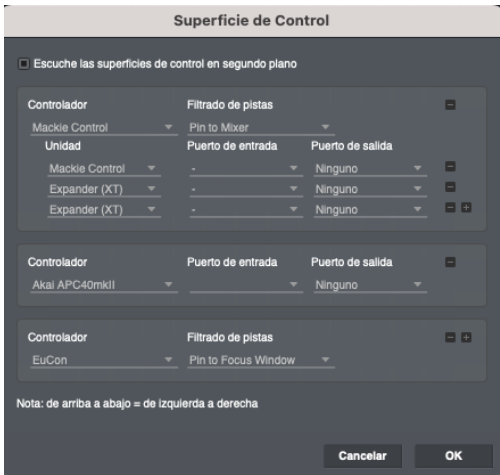 Superficie de Control
Escuche las superficies de control en segundo plano
Controlador Filtrado de pistas
Mackie Control Pin to Mixer
Unidad Puerto de entrada Puerto de salida
Mackie Control - Ninguno
Expander (XT) - Ninguno
Expander (XT) - Ninguno
Controlador Puerto de entrada Puerto de salida
Akai APC40mkII Ninguno
Controlador Filtrado de pistas
EuCon Pin to Focus Window
Nota: de arriba a abajo = de izquierda a derecha
Cancelar OK